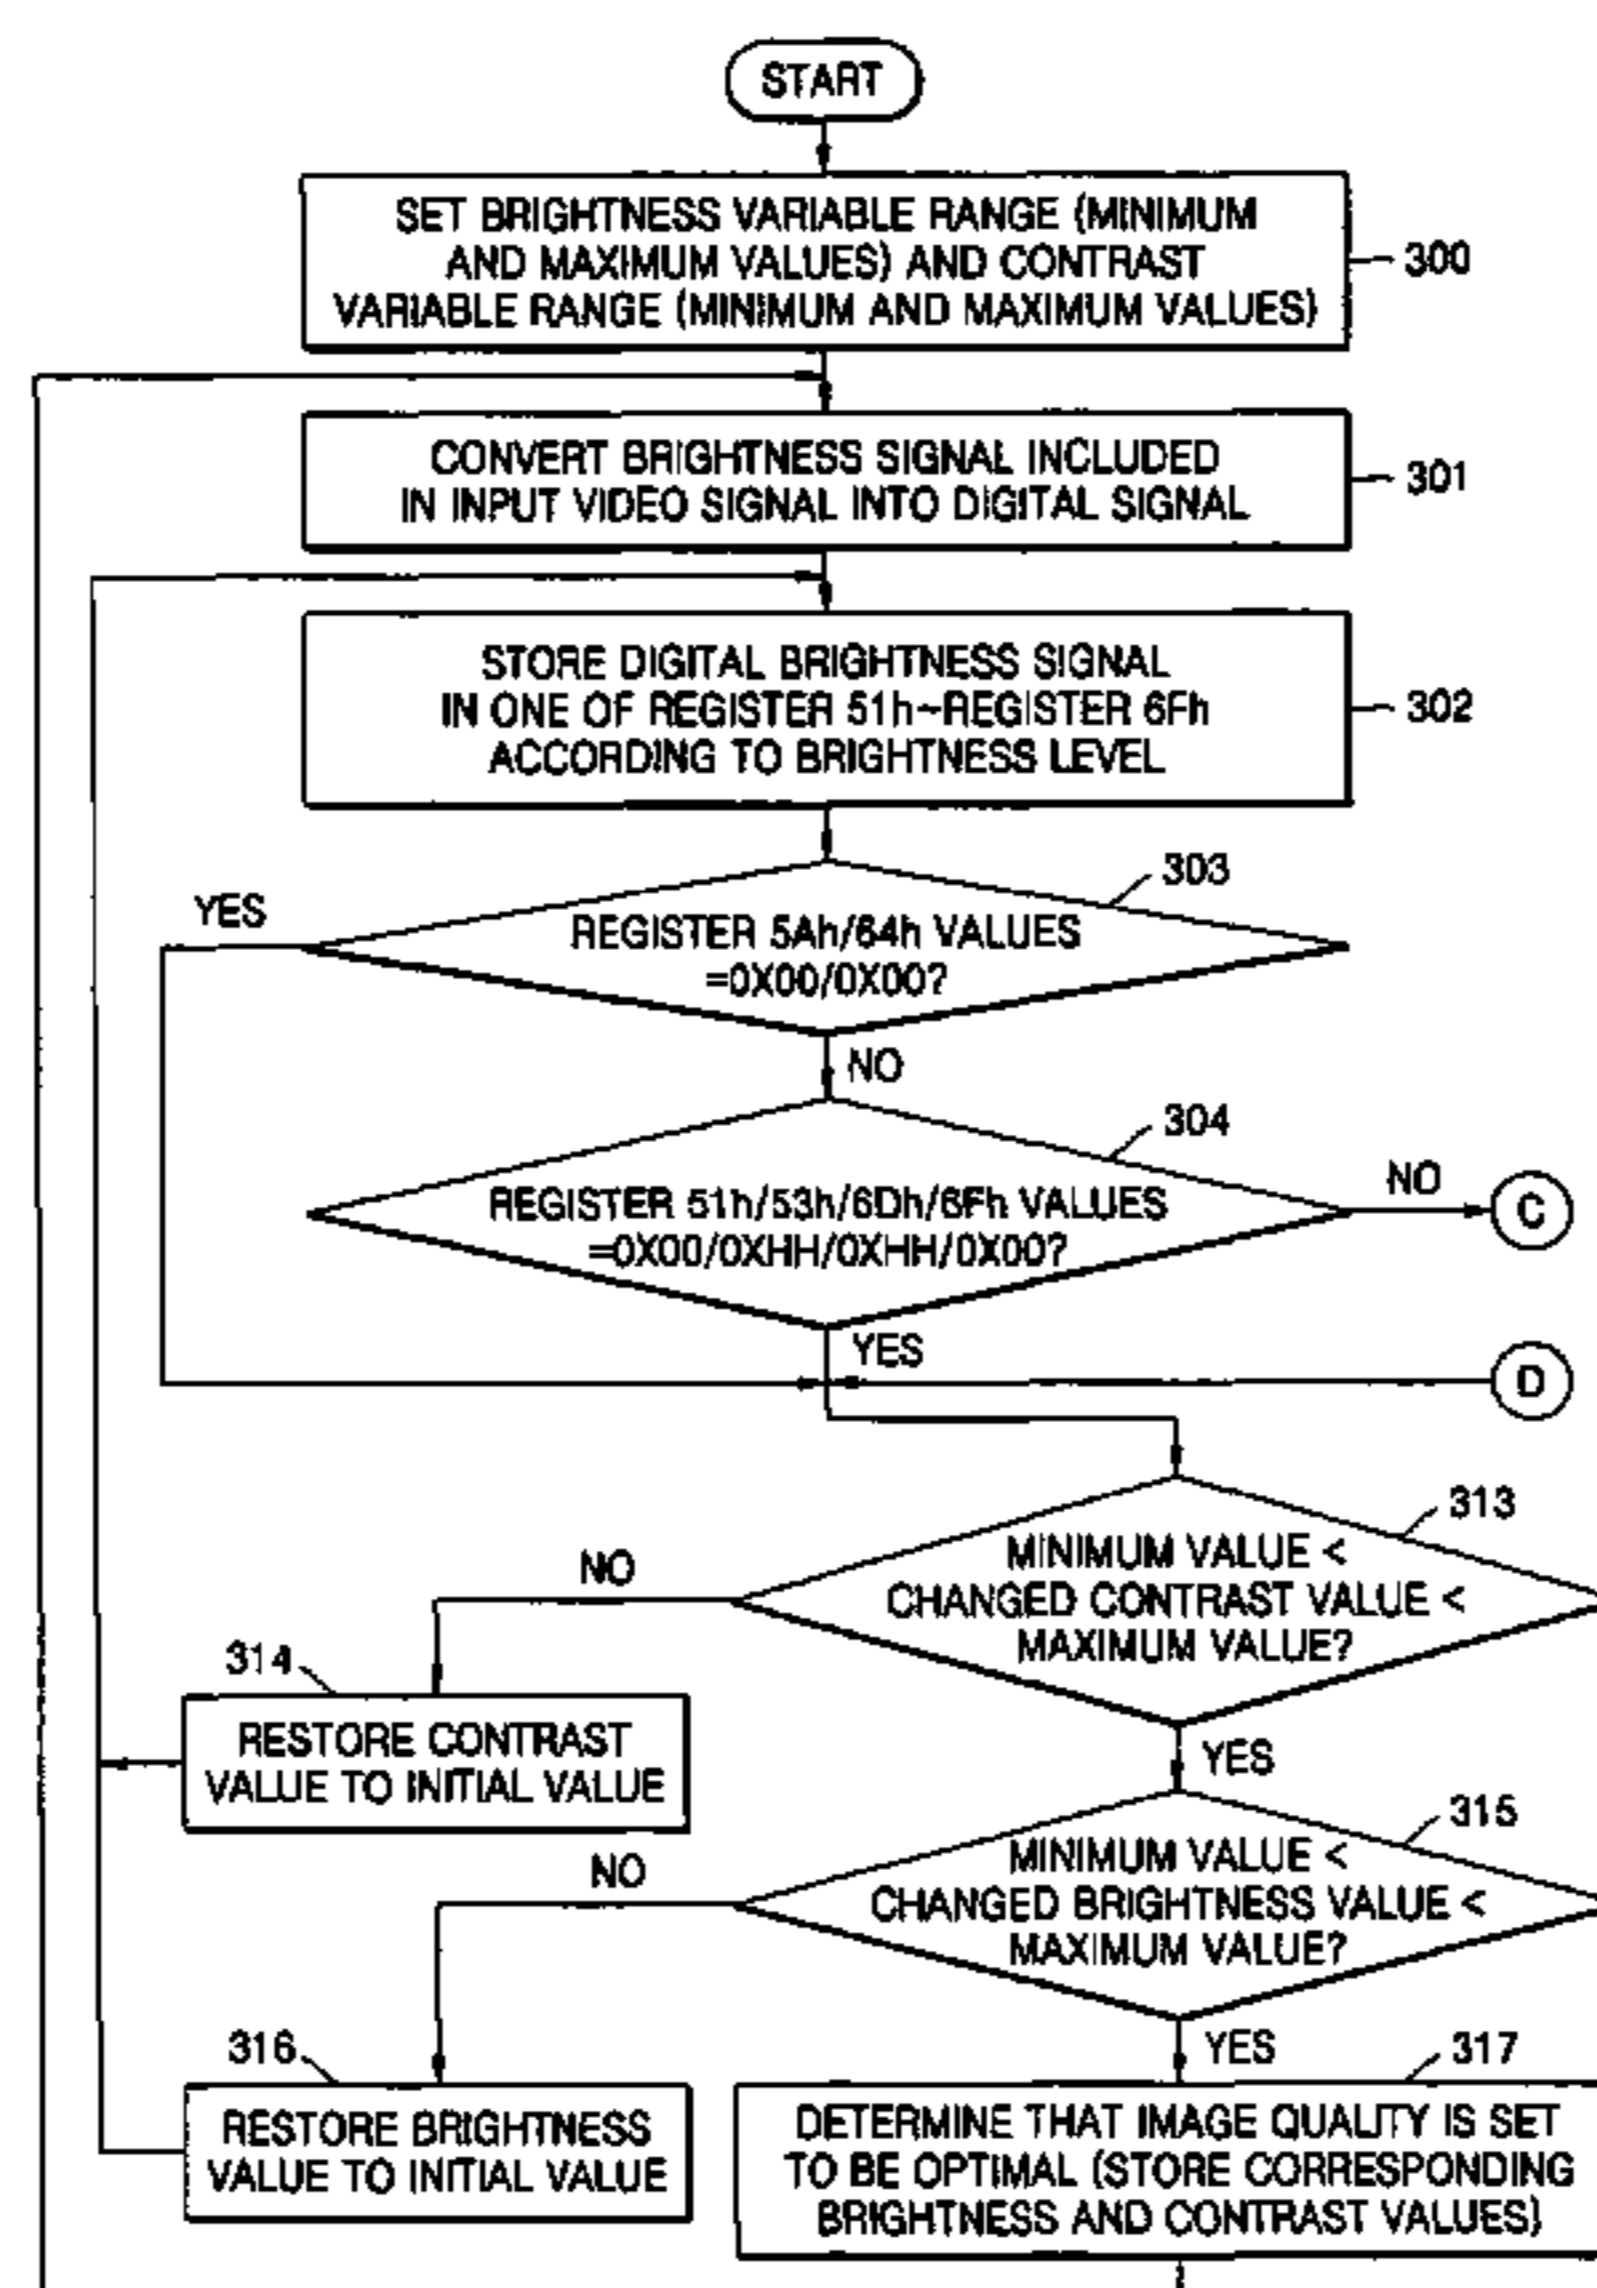 START
SET BRIGHTNESS VARIABLE RANGE (MINIMUM
AND MAXIMUM VALUES) AND CONTRAST
VARIABLE RANGE (MINIMUM AND MAXIMUM VALUES)
300
CONVERT BRIGHTNESS SIGNAL INCLUDED
IN INPUT VIDEO SIGNAL INTO DIGITAL SIGNAL
301
STORE DIGITAL BRIGHTNESS SIGNAL
IN ONE OF REGISTER 51h~REGISTER 6Fh
ACCORDING TO BRIGHTNESS LEVEL
302
303
YES
REGISTER 5Ah/64h VALUES
=0X00/0X00?
NO
304
REGISTER 51h/53h/6Dh/6Fh VALUES
=0X00/0XHH/0XHH/0X00?
NO
C
YES
D
313
MINIMUM VALUE <
CHANGED CONTRAST VALUE <
MAXIMUM VALUE?
NO
314
RESTORE CONTRAST
VALUE TO INITIAL VALUE
YES
315
MINIMUM VALUE <
CHANGED BRIGHTNESS VALUE <
MAXIMUM VALUE?
NO
316
RESTORE BRIGHTNESS
VALUE TO INITIAL VALUE
YES
317
DETERMINE THAT IMAGE QUALITY IS SET
TO BE OPTIMAL (STORE CORRESPONDING
BRIGHTNESS AND CONTRAST VALUES)